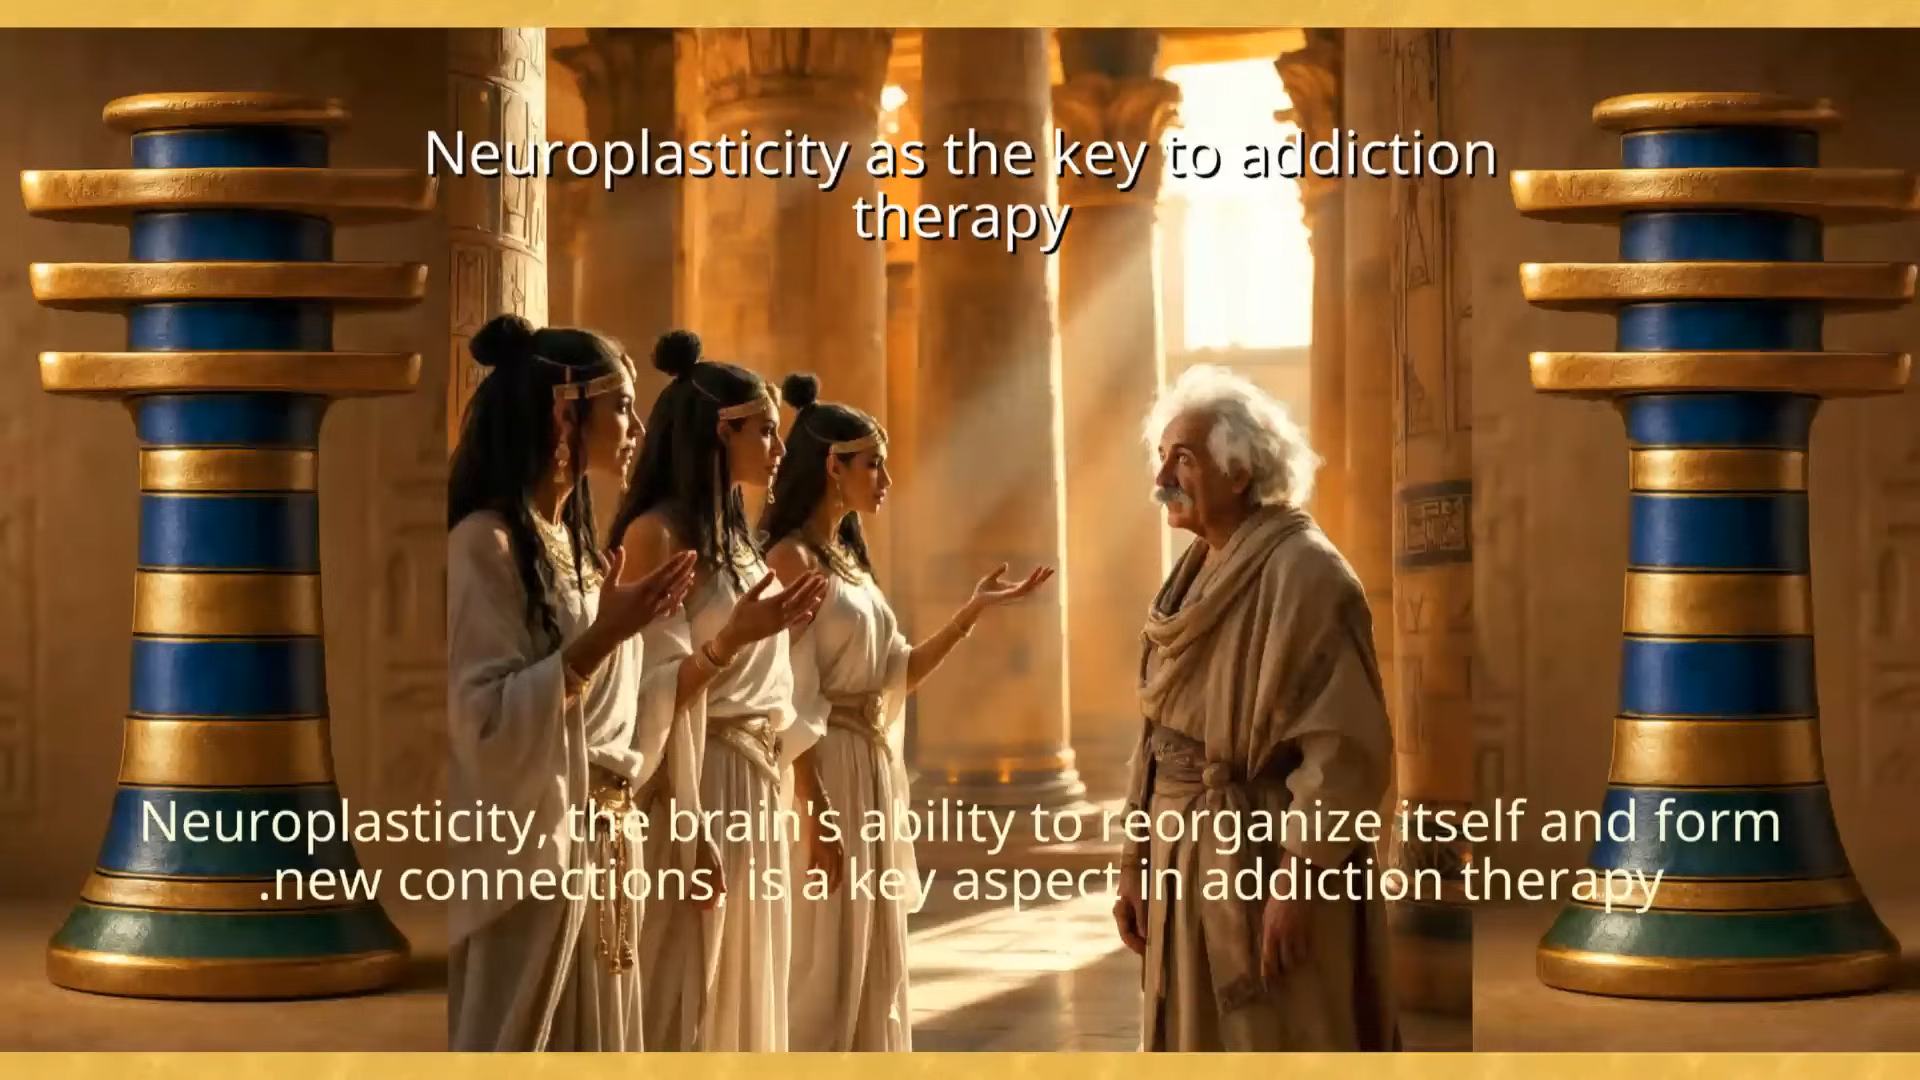 Neuroplasticity as the key to addiction
therapy
Neuroplasticity, the brain's ability to reorganize itself and form
.new connections, is a key aspect in addiction therapy